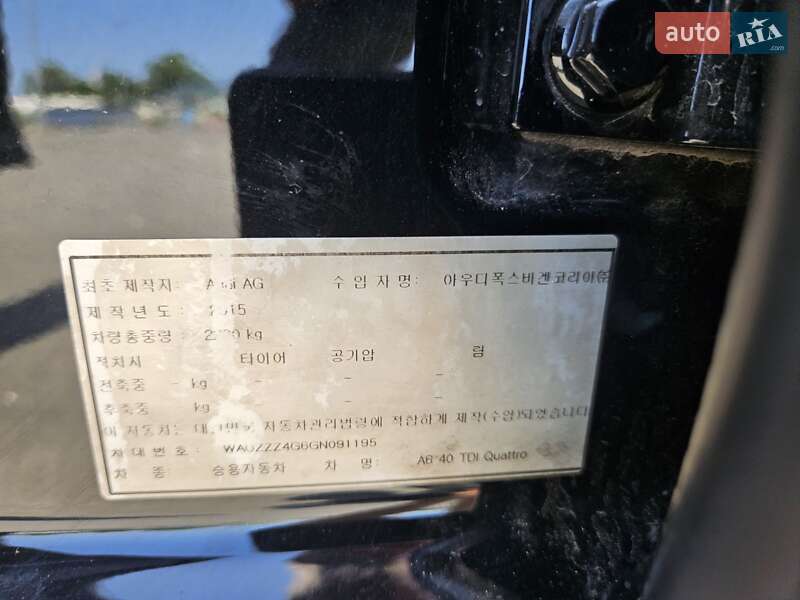 auto RIA.com
최초 제작자: Audi AG 수 입 자 명: 아우디폭스바겐코리아㈜
제 작 년 도 : 2015
차량총중량 : kg
적차시 타이어 공기압 림
전축중 - kg - - -
후축중 kg - - -
이 자동차는 대한민국 자동차관리법령에 적합하게 제작(수입)되었습니다
차대번호: WAUZZZ4G6GN091195
차 종: 승용자동차 차 명: A6 40 TDI Quattro